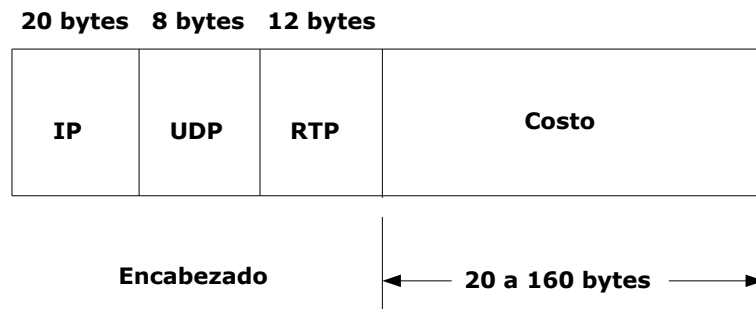 20 bytes 8 bytes 12 bytes
IP UDP RTP Costo
Encabezado 20 a 160 bytes